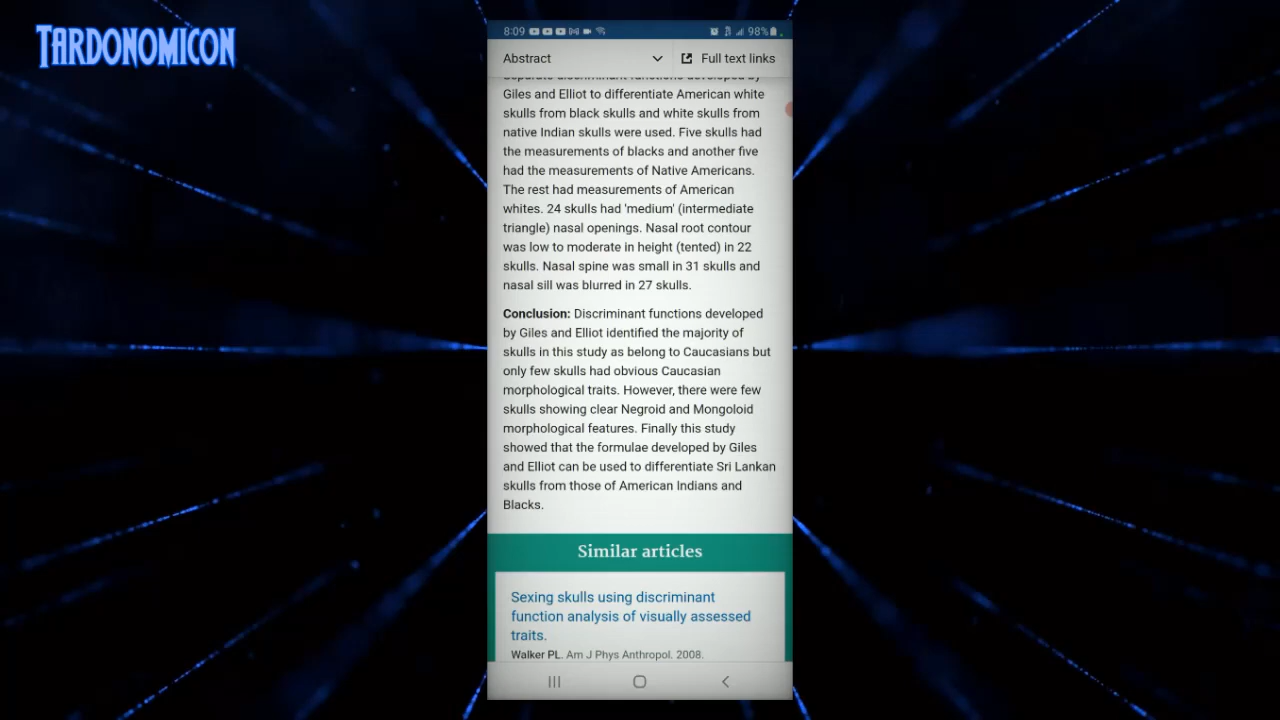 TARDONOMICON
8:09
98%
Abstract
Full text links
Separate discriminant functions developed by
Giles and Elliot to differentiate American white
skulls from black skulls and white skulls from
native Indian skulls were used. Five skulls had
the measurements of blacks and another five
had the measurements of Native Americans.
The rest had measurements of American
whites. 24 skulls had 'medium' (intermediate
triangle) nasal openings. Nasal root contour
was low to moderate in height (tented) in 22
skulls. Nasal spine was small in 31 skulls and
nasal sill was blurred in 27 skulls.
Conclusion: Discriminant functions developed
by Giles and Elliot identified the majority of
skulls in this study as belong to Caucasians but
only few skulls had obvious Caucasian
morphological traits. However, there were few
skulls showing clear Negroid and Mongoloid
morphological features. Finally this study
showed that the formulae developed by Giles
and Elliot can be used to differentiate Sri Lankan
skulls from those of American Indians and
Blacks.
Similar articles
Sexing skulls using discriminant
function analysis of visually assessed
traits.
Walker PL. Am J Phys Anthropol. 2008.